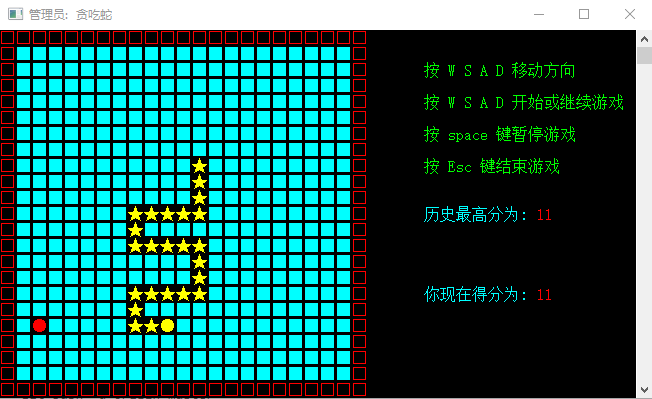 管理员: 贪吃蛇
按 W S A D 移动方向
按 W S A D 开始或继续游戏
按 space 键暂停游戏
按 Esc 键结束游戏
历史最高分为: 11
你现在得分为: 11